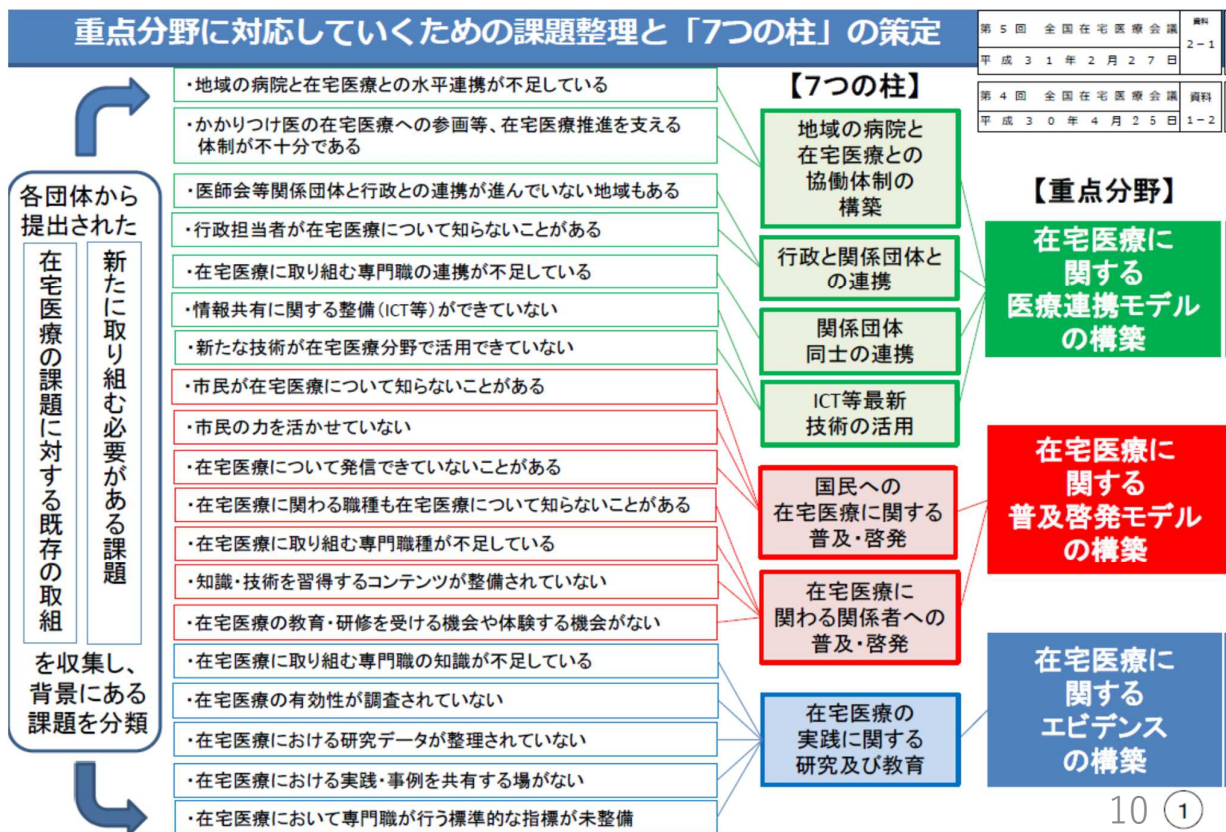 重点分野に対応していくための課題整理と「7つの柱」の策定
第5回 全国在宅医療会議
平成31年2月27日
資料
2-1
第4回 全国在宅医療会議
平成30年4月25日
資料
1-2
各団体から
提出された
新たに取り組む必要がある課題
在宅医療の課題に対する既存の取組
を収集し、
背景にある
課題を分類
・地域の病院と在宅医療との水平連携が不足している
・かかりつけ医の在宅医療への参画等、在宅医療推進を支える
体制が不十分である
・医師会等関係団体と行政との連携が進んでいない地域もある
・行政担当者が在宅医療について知らないことがある
・在宅医療に取り組む専門職の連携が不足している
・情報共有に関する整備(ICT等)ができていない
・新たな技術が在宅医療分野で活用できていない
・市民が在宅医療について知らないことがある
・市民の力を活かせていない
・在宅医療について発信できていないことがある
・在宅医療に関わる職種も在宅医療について知らないことがある
・在宅医療に取り組む専門職種が不足している
・知識・技術を習得するコンテンツが整備されていない
・在宅医療の教育・研修を受ける機会や体験する機会がない
・在宅医療に取り組む専門職の知識が不足している
・在宅医療の有効性が調査されていない
・在宅医療における研究データが整理されていない
・在宅医療における実践・事例を共有する場がない
・在宅医療において専門職が行う標準的な指標が未整備
【7つの柱】
地域の病院と
在宅医療との
協働体制の
構築
行政と関係団体と
の連携
関係団体
同士の連携
ICT等最新
技術の活用
国民への
在宅医療に関する
普及・啓発
在宅医療に
関わる関係者への
普及・啓発
在宅医療の
実践に関する
研究及び教育
【重点分野】
在宅医療に
関する
医療連携モデル
の構築
在宅医療に
関する
普及啓発モデル
の構築
在宅医療に
関する
エビデンス
の構築
10 ①